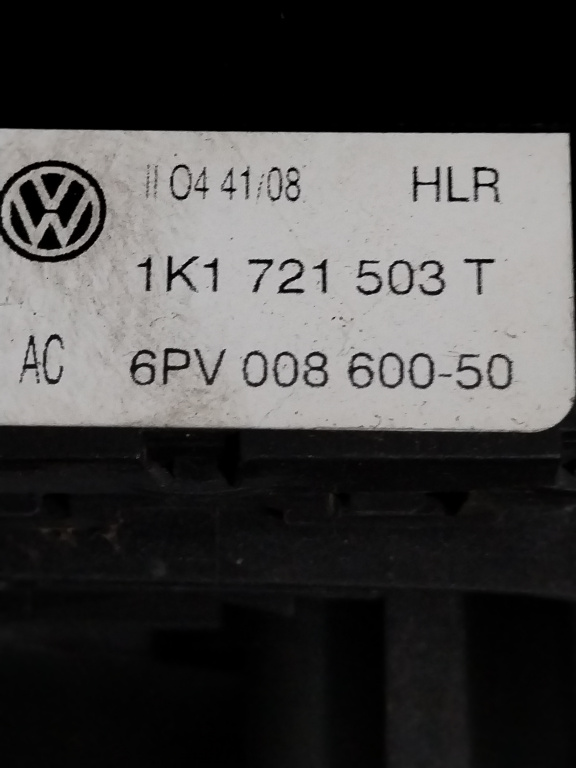 II 04 41/08 HLR
1K1 721 503 T
AC 6PV 008 600-50